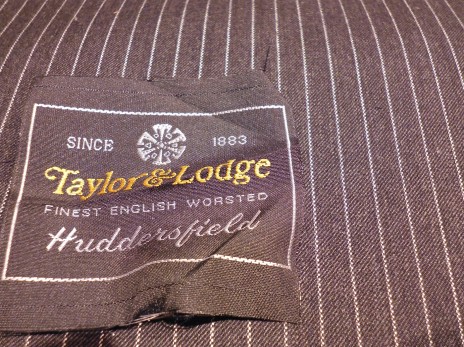 SINCE 1883
Taylor & Lodge
FINEST ENGLISH WORSTED
Huddersfield